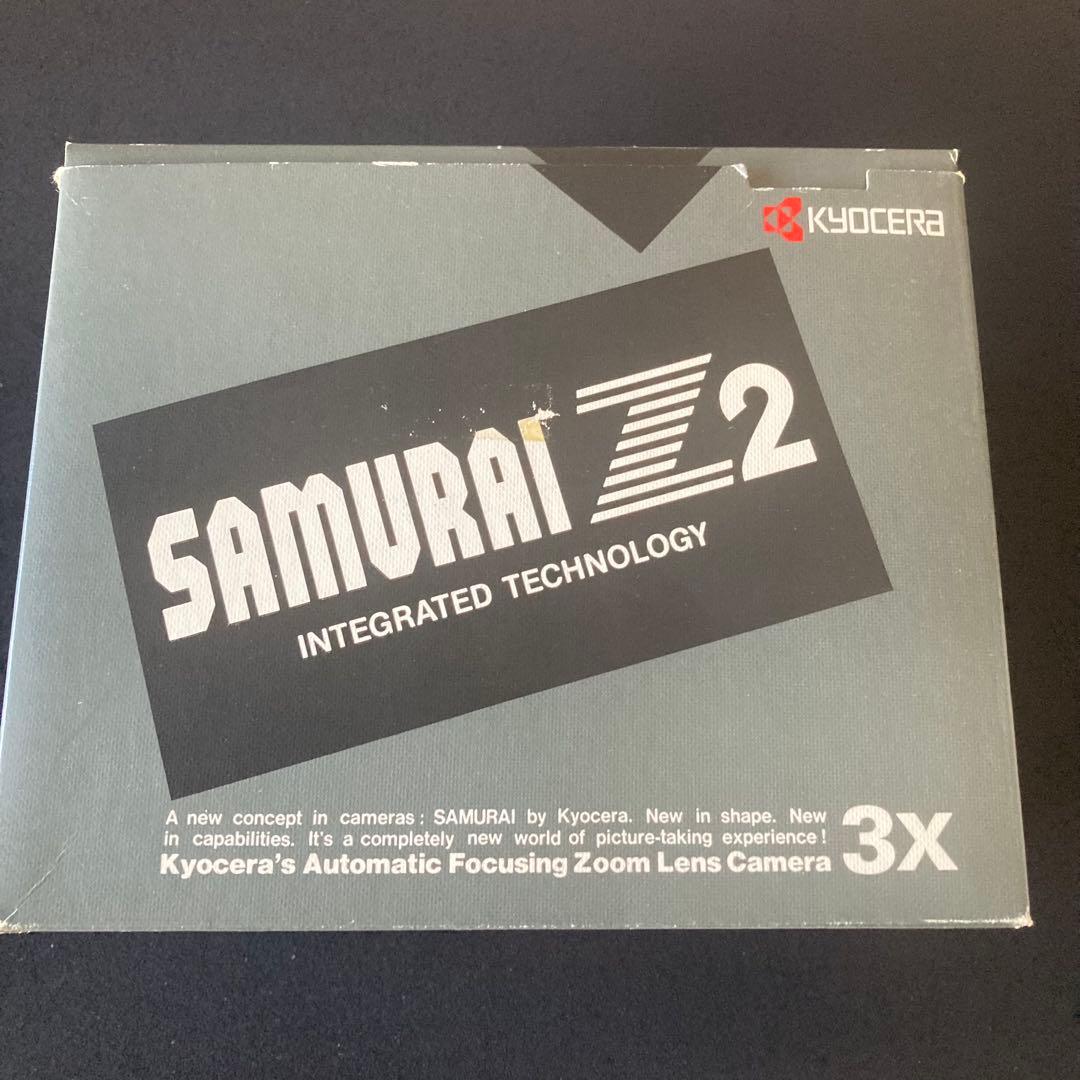 KYOCERA
SAMURAI Z2
INTEGRATED TECHNOLOGY
A new concept in cameras : SAMURAI by Kyocera. New in shape. New
in capabilities. It's a completely new world of picture-taking experience !
Kyocera's Automatic Focusing Zoom Lens Camera
3X